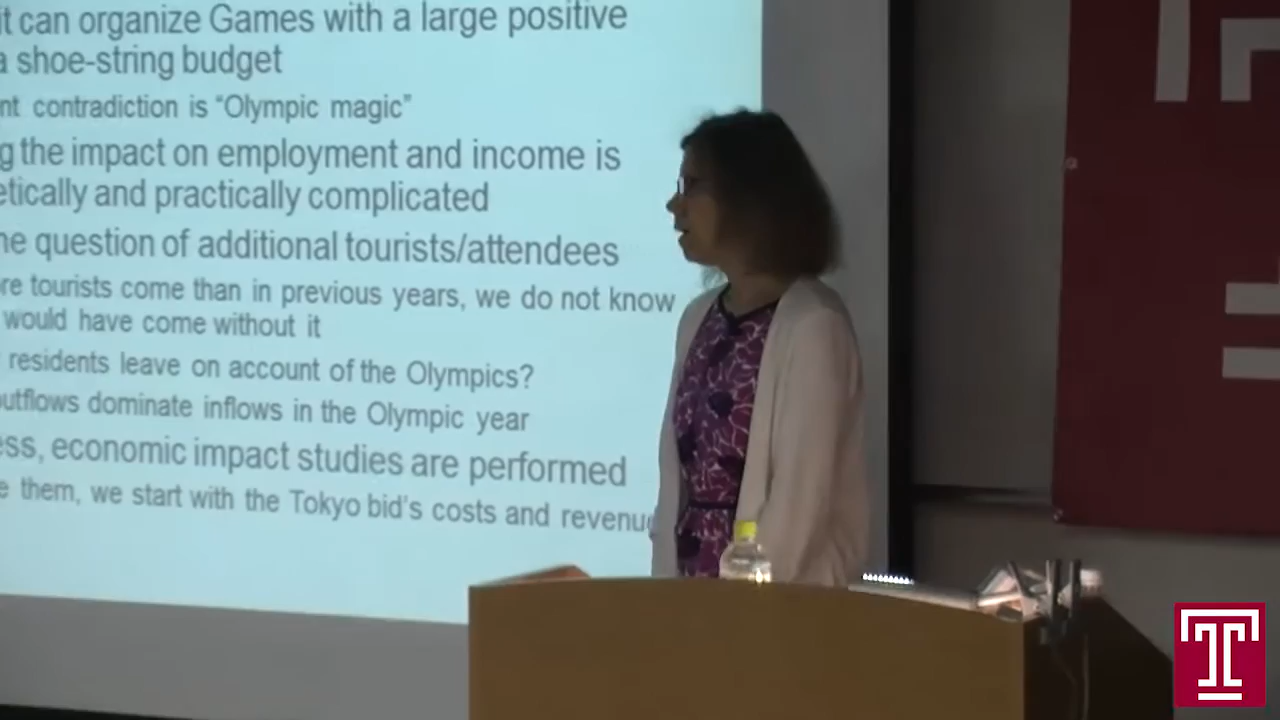 it can organize Games with a large positive
a shoe-string budget
nt contradiction is “Olympic magic”
g the impact on employment and income is
etically and practically complicated
he question of additional tourists/attendees
re tourists come than in previous years, we do not know
would have come without it
residents leave on account of the Olympics?
outflows dominate inflows in the Olympic year
ess, economic impact studies are performed
e them, we start with the Tokyo bid’s costs and revenu
T